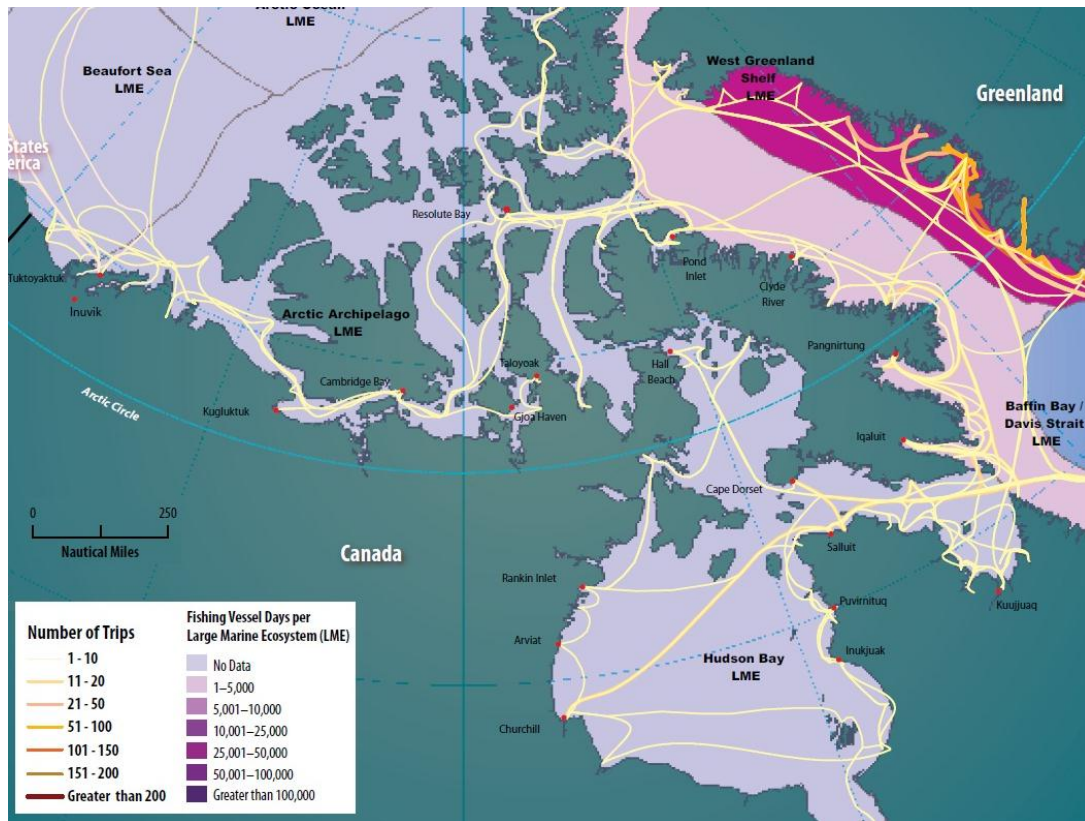 Arctic Ocean
LME
Beaufort Sea
LME
West Greenland
Shelf
LME
Greenland
States
erica
Resolute Bay
Tuktoyaktuk
Inuvik
Pond
Inlet
Clyde
River
Arctic Archipelago
LME
Pangnirtung
Taloyoak
Hall
Beach
Cambridge Bay
Arctic Circle
Kugluktuk
Gjoa Haven
Baffin Bay /
Davis Strait
LME
Iqaluit
Cape Dorset
0 250
Nautical Miles
Canada
Salluit
Rankin Inlet
Kuujjuaq
Puvirnituq
Arviat
Inukjuak
Hudson Bay
LME
Churchill
Number of Trips
1 - 10
11 - 20
21 - 50
51 - 100
101 - 150
151 - 200
Greater than 200
Fishing Vessel Days per
Large Marine Ecosystem (LME)
No Data
1–5,000
5,001–10,000
10,001–25,000
25,001–50,000
50,001–100,000
Greater than 100,000